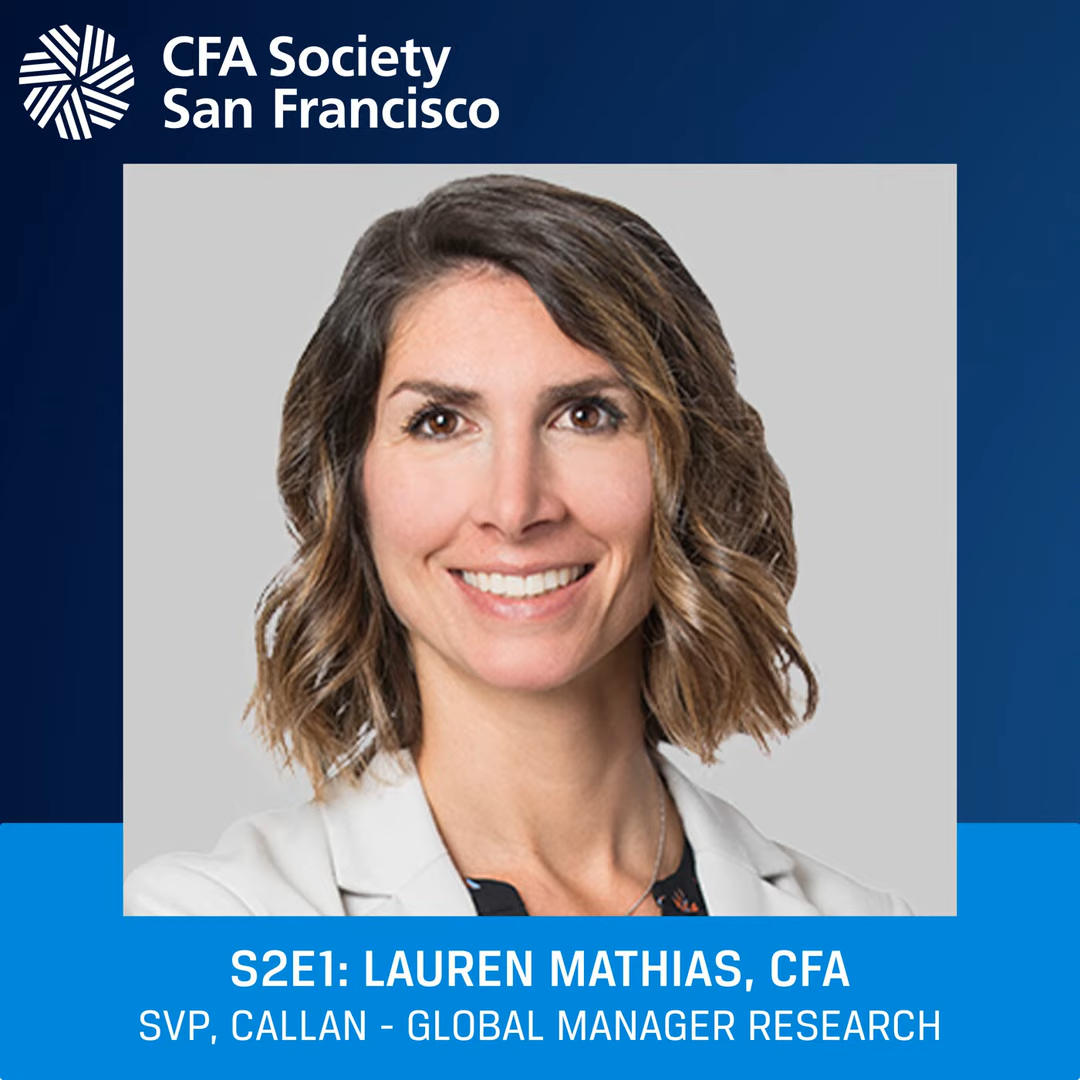 CFA Society
San Francisco
S2E1: LAUREN MATHIAS, CFA
SVP, CALLAN - GLOBAL MANAGER RESEARCH